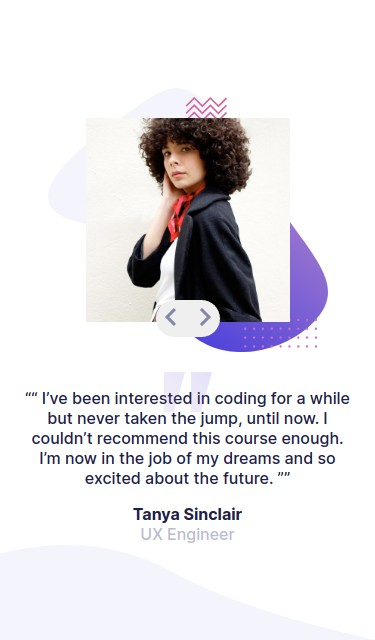 ““ I’ve been interested in coding for a while
but never taken the jump, until now. I
couldn’t recommend this course enough.
I’m now in the job of my dreams and so
excited about the future. ””
Tanya Sinclair
UX Engineer